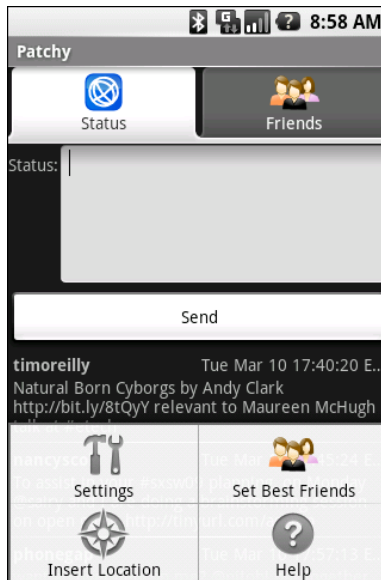 8:58 AM
Patchy
Status
Friends
Status:
Send
timoreilly Tue Mar 10 17:40:20 E..
Natural Born Cyborgs by Andy Clark
http://bit.ly/8tQyY relevant to Maureen McHugh
Settings
Set Best Friends
Insert Location
Help